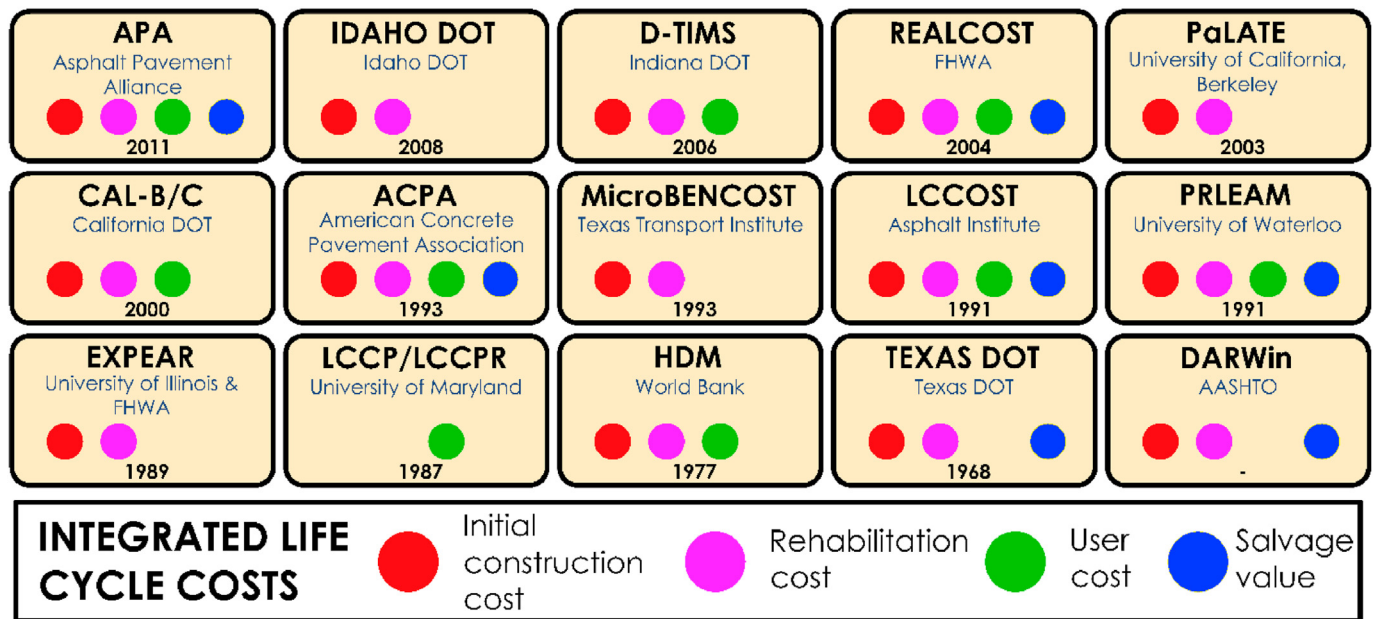 APA
Asphalt Pavement
Alliance
2011
IDAHO DOT
Idaho DOT
2008
D-TIMS
Indiana DOT
2006
REALCOST
FHWA
2004
PaLATE
University of California,
Berkeley
2003
CAL-B/C
California DOT
2000
ACPA
American Concrete
Pavement Association
1993
MicroBENCOST
Texas Transport Institute
1993
LCCOST
Asphalt Institute
1991
PRLEAM
University of Waterloo
1991
EXPEAR
University of Illinois &
FHWA
1989
LCCP/LCCPR
University of Maryland
1987
HDM
World Bank
1977
TEXAS DOT
Texas DOT
1968
DARWin
AASHTO
-
INTEGRATED LIFE
CYCLE COSTS
Initial
construction
cost
Rehabilitation
cost
User
cost
Salvage
value